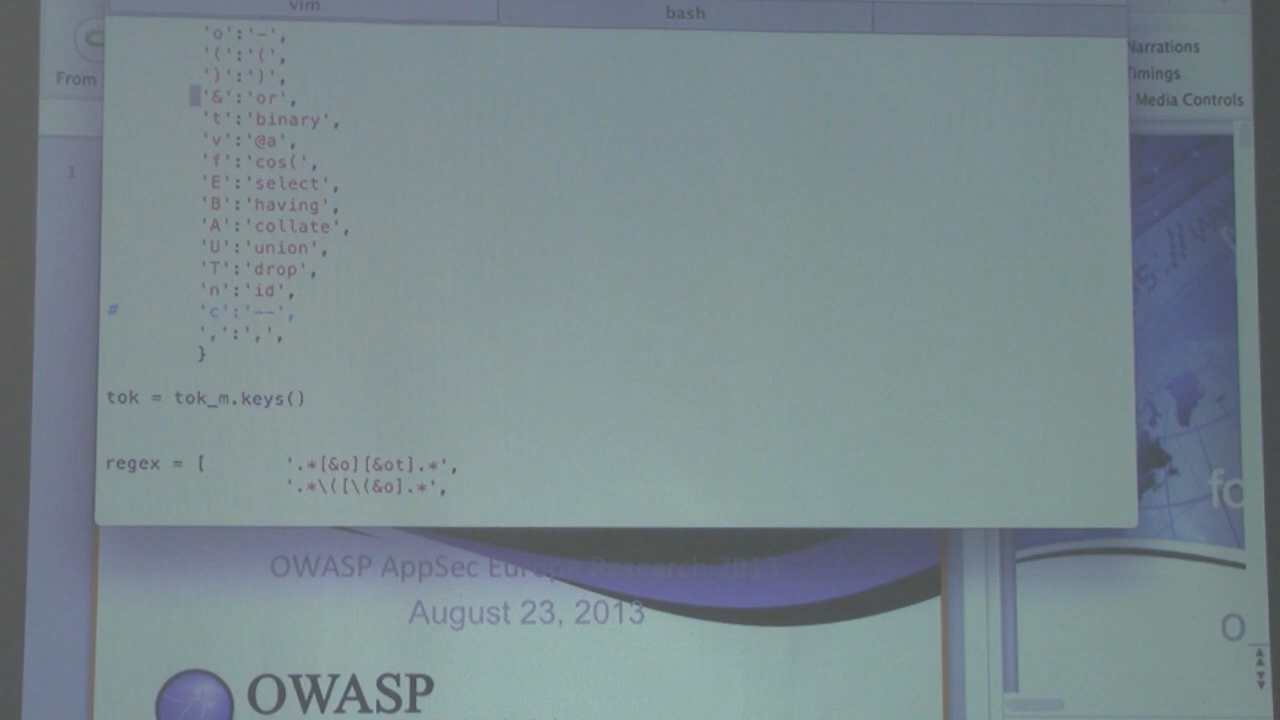 vim
bash
'o':'-',
'(':'(',
')':')',
'&':'or',
't':'binary',
'v':'@a',
'f':'cos(',
'E':'select',
'B':'having',
'A':'collate',
'U':'union',
'T':'drop',
'n':'id',
# 'c':'--',
',':',',
}
tok = tok_m.keys()
regex = [ '.*[&o][&ot].*',
'.*\([\(&o].*',
From
Narrations
Timings
Media Controls
1
OWASP AppSec Europe Research 2013
August 23, 2013
OWASP
fo
O